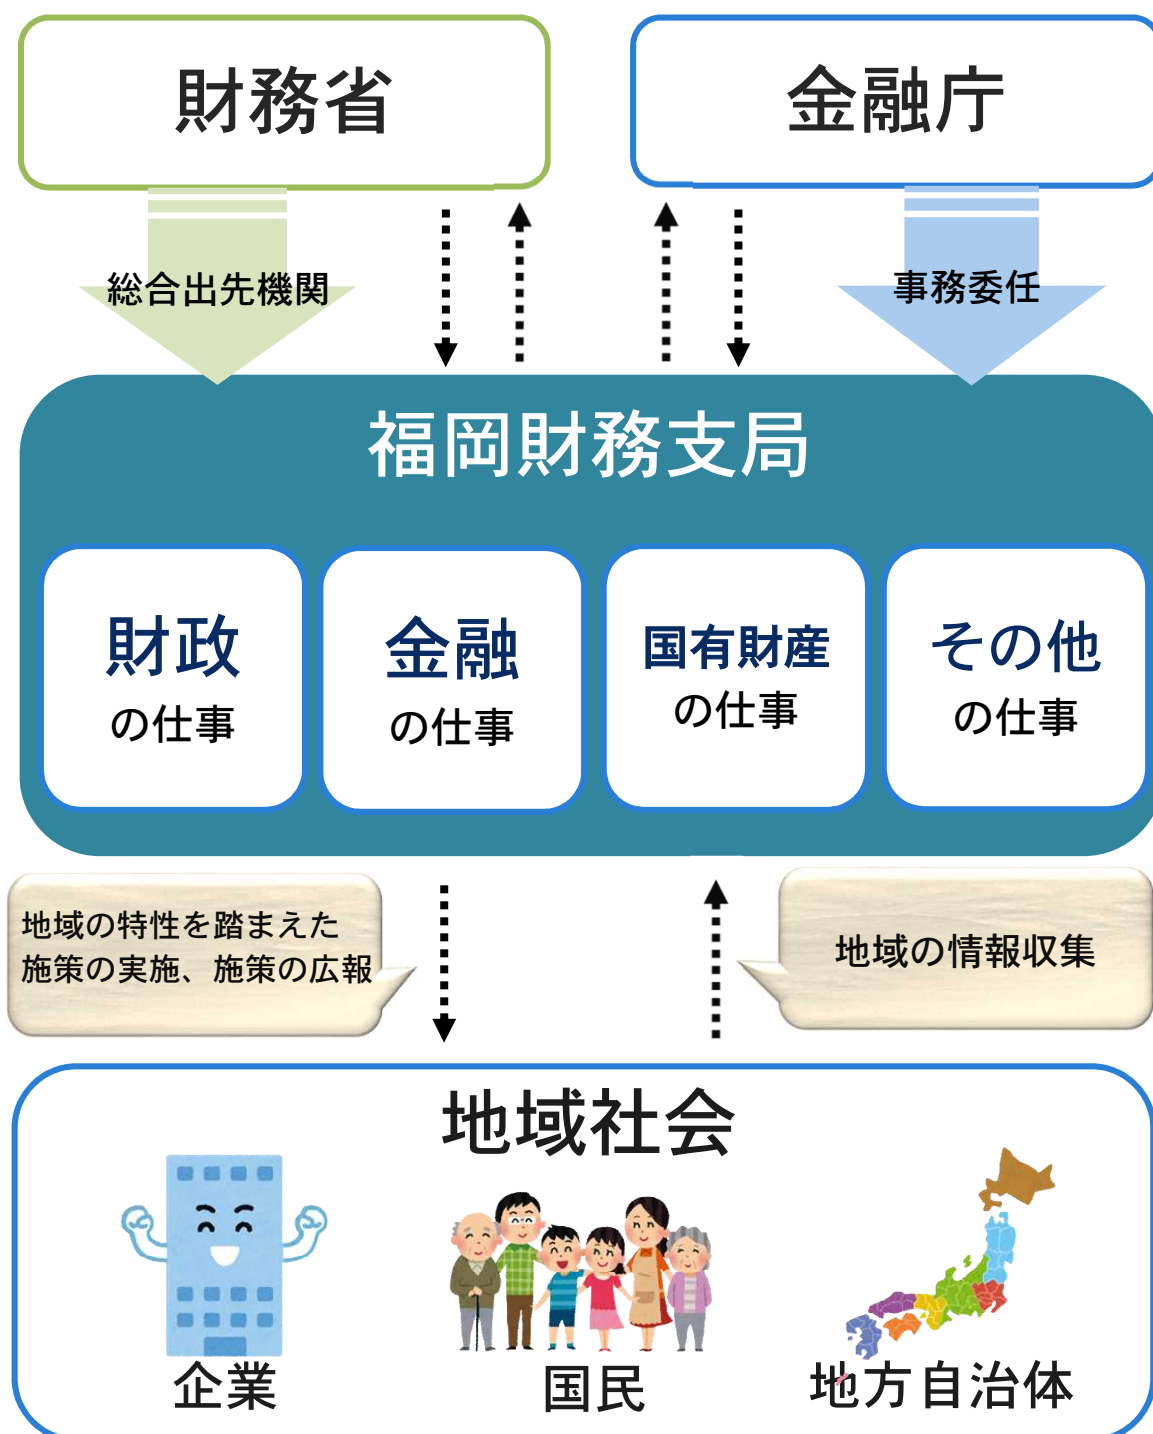 財務省
金融庁
総合出先機関
事務委任
福岡財務支局
財政
の仕事
金融
の仕事
国有財産
の仕事
その他
の仕事
地域の特性を踏まえた
施策の実施、施策の広報
地域の情報収集
地域社会
企業
国民
地方自治体